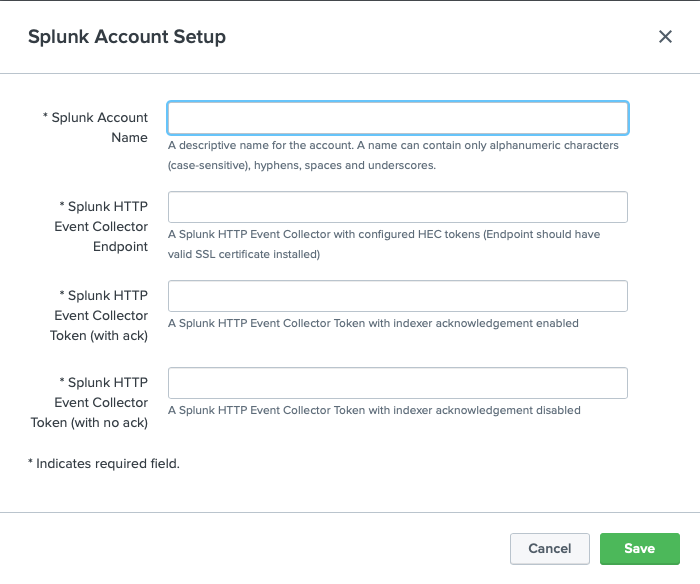 Splunk Account Setup
* Splunk Account
Name
A descriptive name for the account. A name can contain only alphanumeric characters
(case-sensitive), hyphens, spaces and underscores.
* Splunk HTTP
Event Collector
Endpoint
A Splunk HTTP Event Collector with configured HEC tokens (Endpoint should have
valid SSL certificate installed)
* Splunk HTTP
Event Collector
Token (with ack)
A Splunk HTTP Event Collector Token with indexer acknowledgement enabled
* Splunk HTTP
Event Collector
Token (with no ack)
A Splunk HTTP Event Collector Token with indexer acknowledgement disabled
* Indicates required field.
Cancel
Save